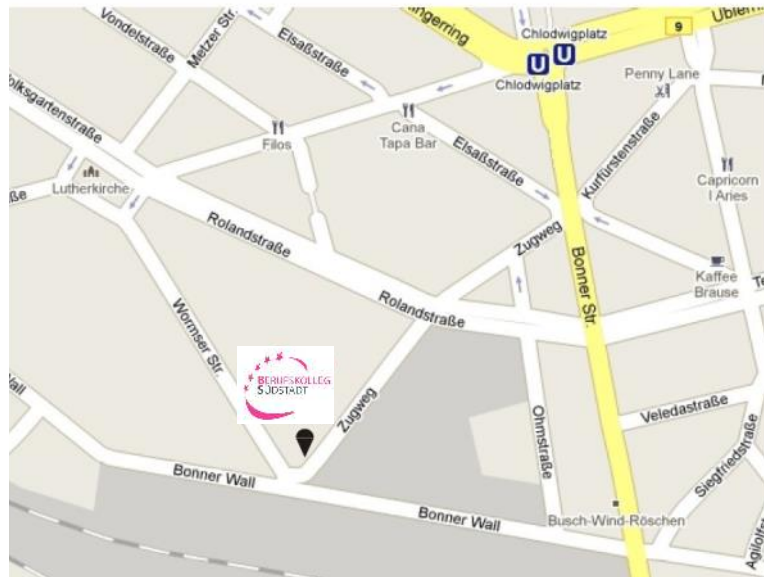 Vondelstraße
Metzer Str.
Elsaßstraße
Chlodwigplatz
9
Chlodwigplatz
Penny Lane
Filos
Cana
Tapa Bar
Elsaßstraße
Kurfürstenstraße
Capricorn
I Aries
Lutherkirche
Rolandstraße
Zugweg
Bonner Str.
Kaffee
Brause
Rolandstraße
Wormser Str.
BERUFSKOLLEG
SÜDSTADT
Zugweg
Ohmstraße
Veledastraße
Siegfriedstraße
Wall
Bonner Wall
Bonner Wall
Busch-Wind-Röschen